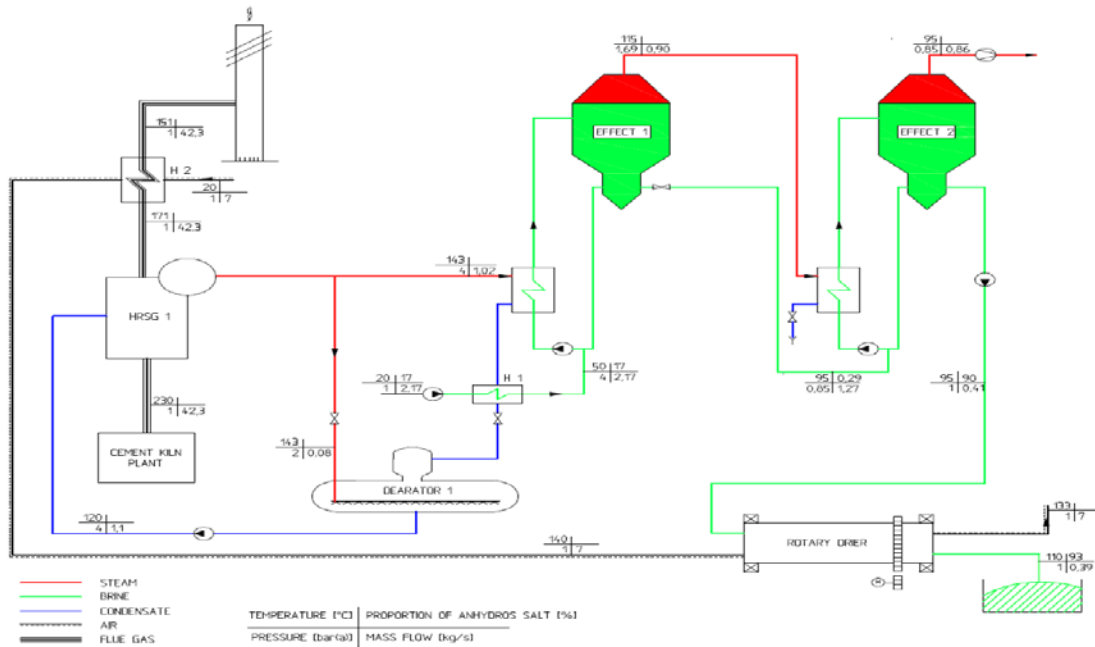 115
1,69 0,90
95
0,85 0,86
151
1 42,3
EFFECT 1
EFFECT 2
H 2
20
1 7
171
1 42,3
143
4 1,02
HRSG 1
H 1
50 17
4 2,17
20 17
1 2,17
95 0,29
0,85 1,27
95 90
1 0,41
230
1 42,3
CEMENT KILN
PLANT
143
2 0,08
DEARATOR 1
120
4 1,1
133
1 7
140
1 7
ROTARY DRIER
110 93
1 0,39
STEAM
BRINE
CONDENSATE
AIR
FLUE GAS
TEMPERATURE [°C] PROPORTION OF ANHYDROS SALT [%]
PRESSURE [bar(a)] MASS FLOW [kg/s]